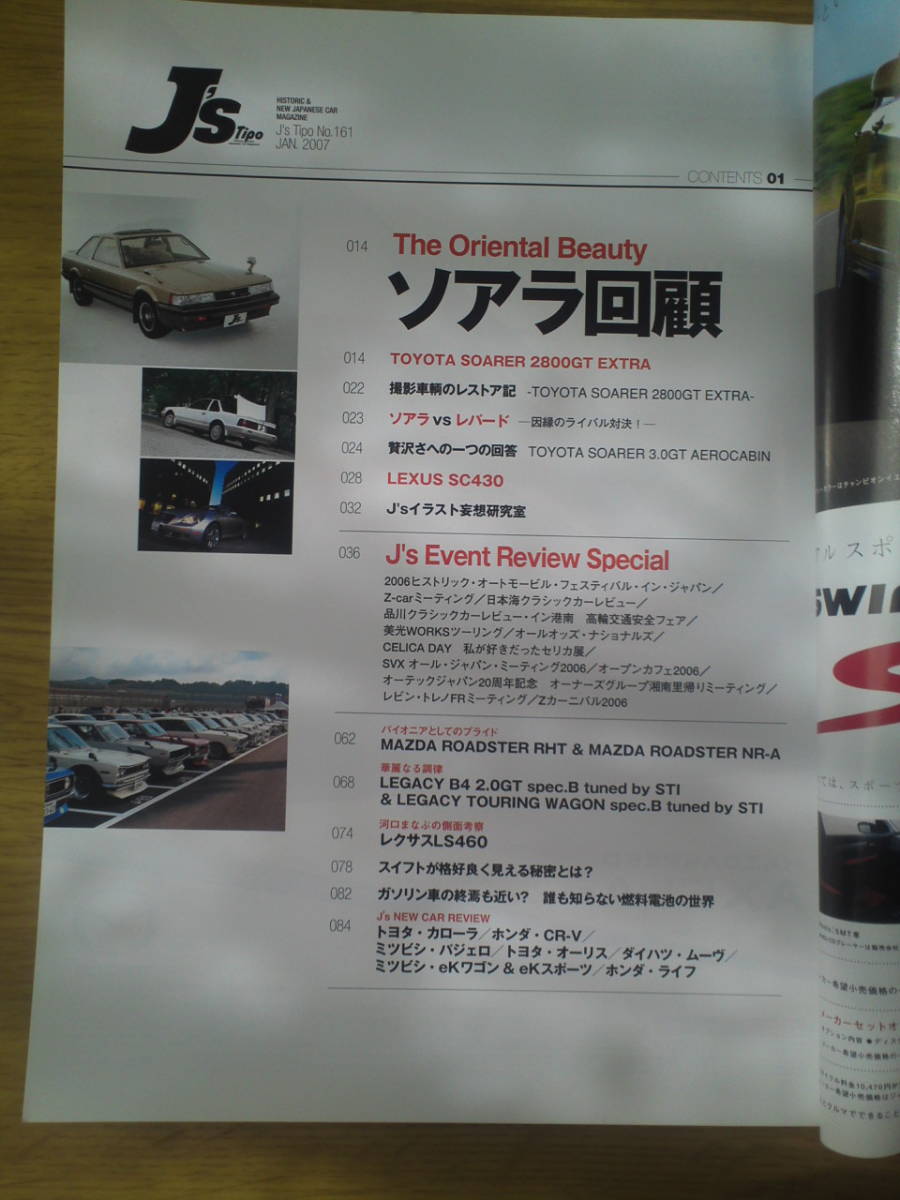 J's Tipo
HISTORIC &
NEW JAPANESE CAR
MAGAZINE
J's Tipo No.161
JAN. 2007
CONTENTS 01
014 The Oriental Beauty
ソアラ回顧
014 TOYOTA SOARER 2800GT EXTRA
022 撮影車輌のレストア記 -TOYOTA SOARER 2800GT EXTRA-
023 ソアラ vs レパード —因縁のライバル対決！—
024 贅沢さへの一つの回答 TOYOTA SOARER 3.0GT AEROCABIN
028 LEXUS SC430
032 J'sイラスト妄想研究室
036 J's Event Review Special
2006ヒストリック・オートモービル・フェスティバル・イン・ジャパン／
Z-carミーティング／日本海クラシックカーレビュー／
品川クラシックカーレビュー・イン港南 高輪交通安全フェア／
美光WORKSツーリング／オールオッズ・ナショナルズ／
CELICA DAY 私が好きだったセリカ展／
SVX オール・ジャパン・ミーティング2006／オープンカフェ2006／
オーテックジャパン20周年記念 オーナーズグループ湘南里帰りミーティング／
レビン・トレノFRミーティング／Zカーニバル2006
パイオニアとしてのプライド
062 MAZDA ROADSTER RHT & MAZDA ROADSTER NR-A
華麗なる調律
068 LEGACY B4 2.0GT spec.B tuned by STI
& LEGACY TOURING WAGON spec.B tuned by STI
河口まなぶの側面考察
074 レクサスLS460
078 スイフトが格好良く見える秘密とは？
082 ガソリン車の終焉も近い？ 誰も知らない燃料電池の世界
J's NEW CAR REVIEW
084 トヨタ・カローラ／ホンダ・CR-V／
ミツビシ・パジェロ／トヨタ・オーリス／ダイハツ・ムーヴ／
ミツビシ・eKワゴン & eKスポーツ／ホンダ・ライフ
ルスポ
SWI
S
ては、スポー
メーカーセットオ